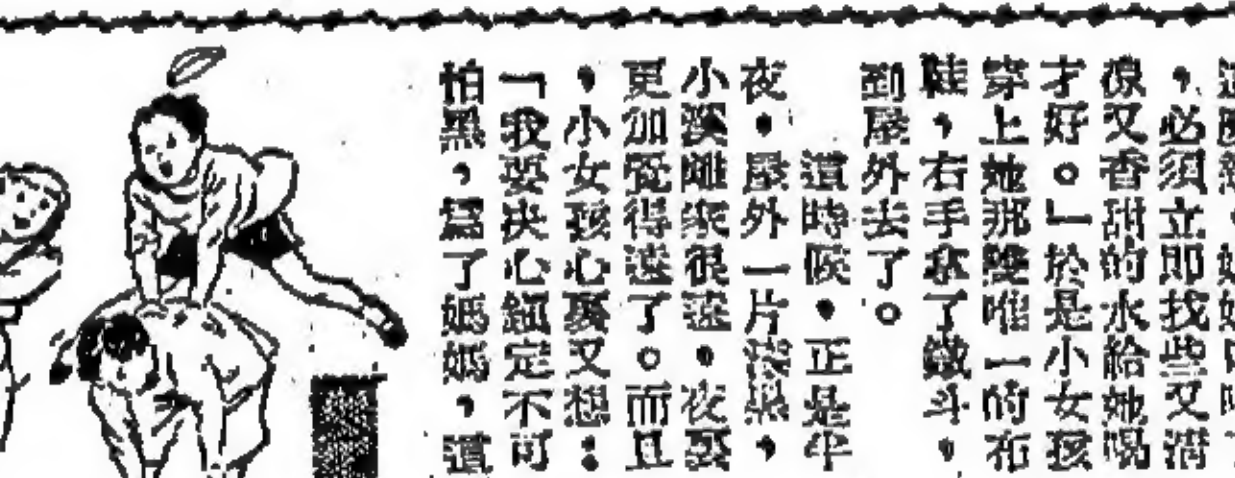 ，必須立即找些又清
涼又香甜的水給她喝
才好。」於是小女孩
穿上她那雙唯一的布
鞋，右手拿了鐵斗，
到屋外去了。
這時候，正是半
夜，屋外一片漆黑，
小溪離家很遠，夜裏
更加覺得遠了。而且
，小女孩心裏又想：
「我要決心鎮定不可
怕黑，爲了媽媽，這